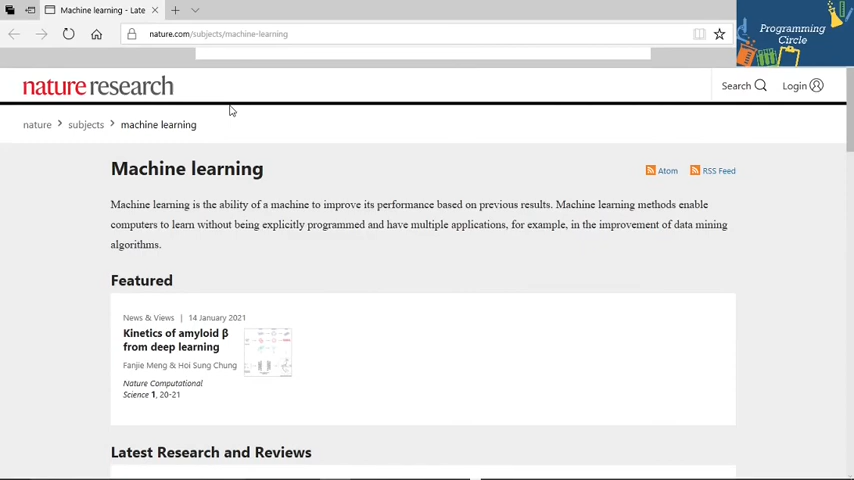 Machine learning - Late
nature.com/subjects/machine-learning
Programming
Circle
nature research
Search
Login
nature > subjects > machine learning
Machine learning
Atom
RSS Feed
Machine learning is the ability of a machine to improve its performance based on previous results. Machine learning methods enable
computers to learn without being explicitly programmed and have multiple applications, for example, in the improvement of data mining
algorithms.
Featured
News & Views | 14 January 2021
Kinetics of amyloid β
from deep learning
Fanjie Meng & Hoi Sung Chung
Nature Computational
Science 1, 20-21
Latest Research and Reviews